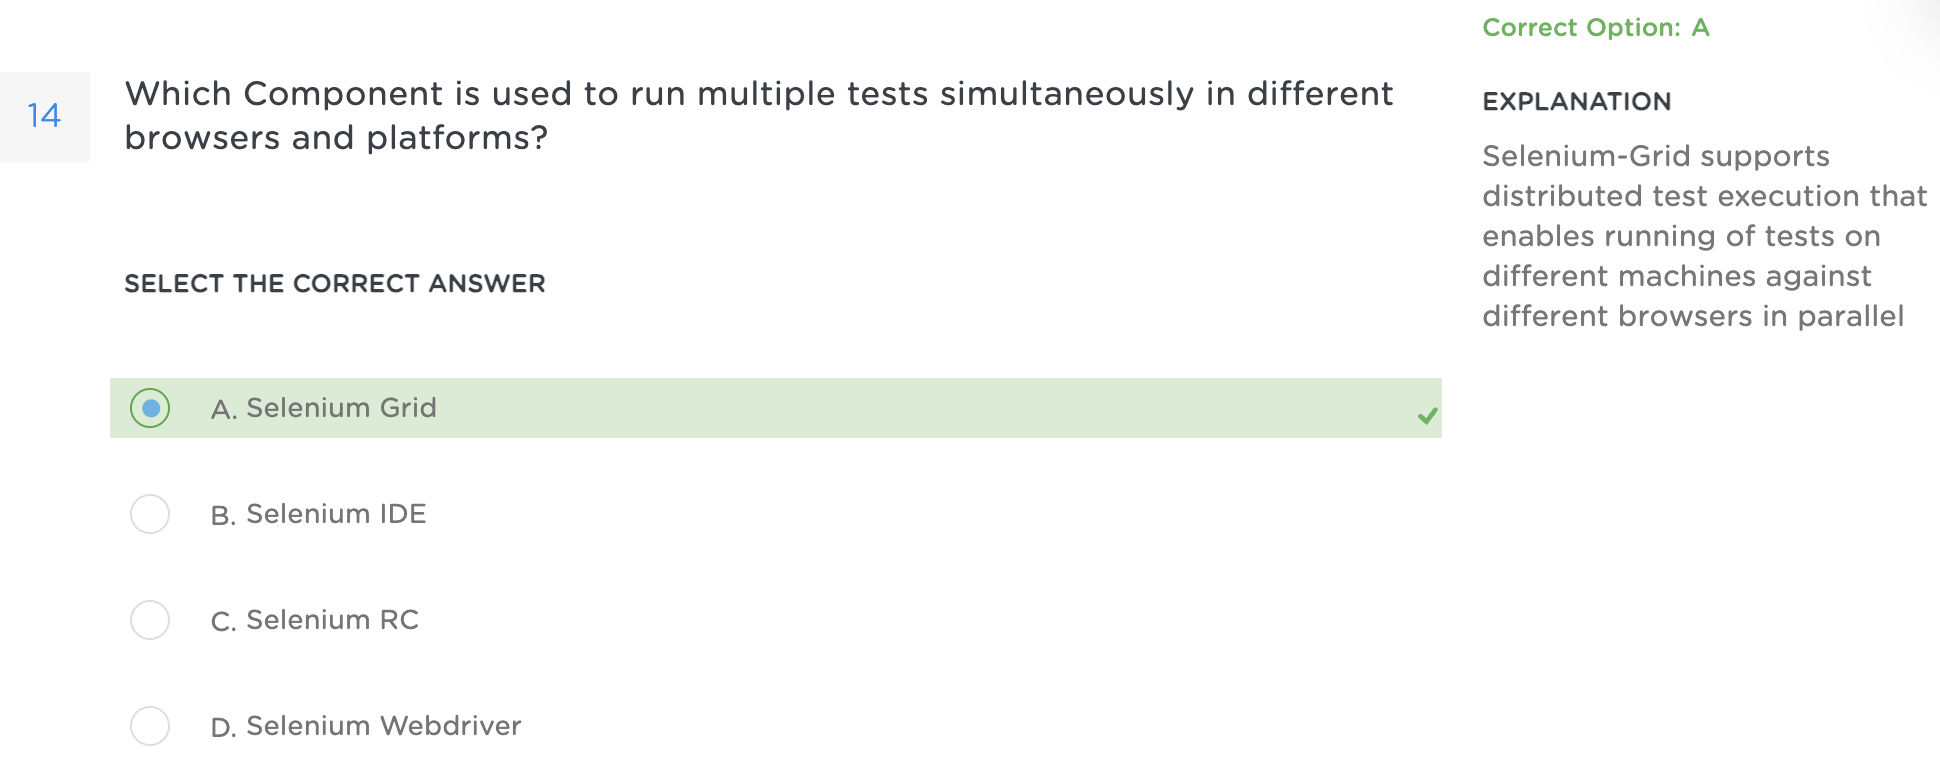 14
Which Component is used to run multiple tests simultaneously in different
browsers and platforms?
SELECT THE CORRECT ANSWER
A. Selenium Grid
B. Selenium IDE
C. Selenium RC
D. Selenium Webdriver
Correct Option: A
EXPLANATION
Selenium-Grid supports
distributed test execution that
enables running of tests on
different machines against
different browsers in parallel